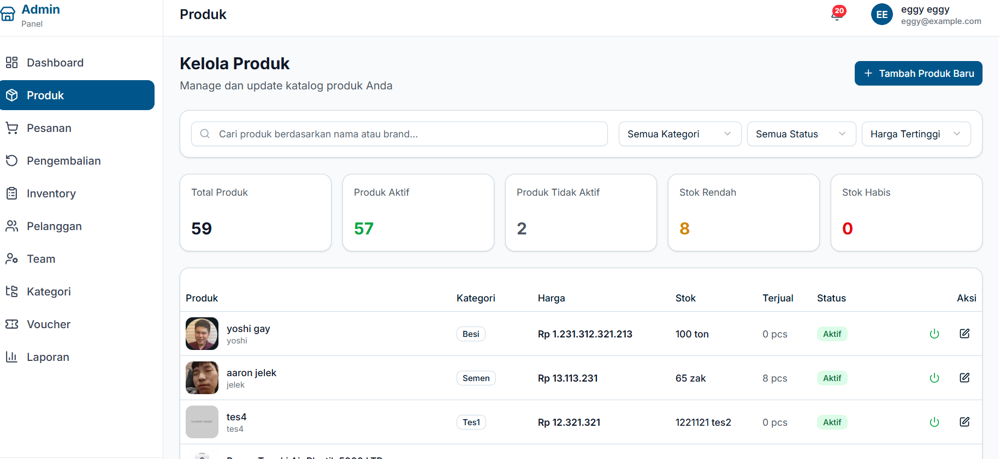 Admin
Panel
Produk
20
EE
eggy eggy
eggy@example.com
Dashboard
Produk
Pesanan
Pengembalian
Inventory
Pelanggan
Team
Kategori
Voucher
Laporan
Kelola Produk
Manage dan update katalog produk Anda
+ Tambah Produk Baru
Cari produk berdasarkan nama atau brand...
Semua Kategori
Semua Status
Harga Tertinggi
Total Produk
59
Produk Aktif
57
Produk Tidak Aktif
2
Stok Rendah
8
Stok Habis
0
Produk Kategori Harga Stok Terjual Status Aksi
yoshi gay
yoshi
Besi Rp 1.231.312.321.213 100 ton 0 pcs Aktif
aaron jelek
jelek
Semen Rp 13.113.231 65 zak 8 pcs Aktif
tes4
tes4
Tes1 Rp 12.321.321 1221121 tes2 0 pcs Aktif